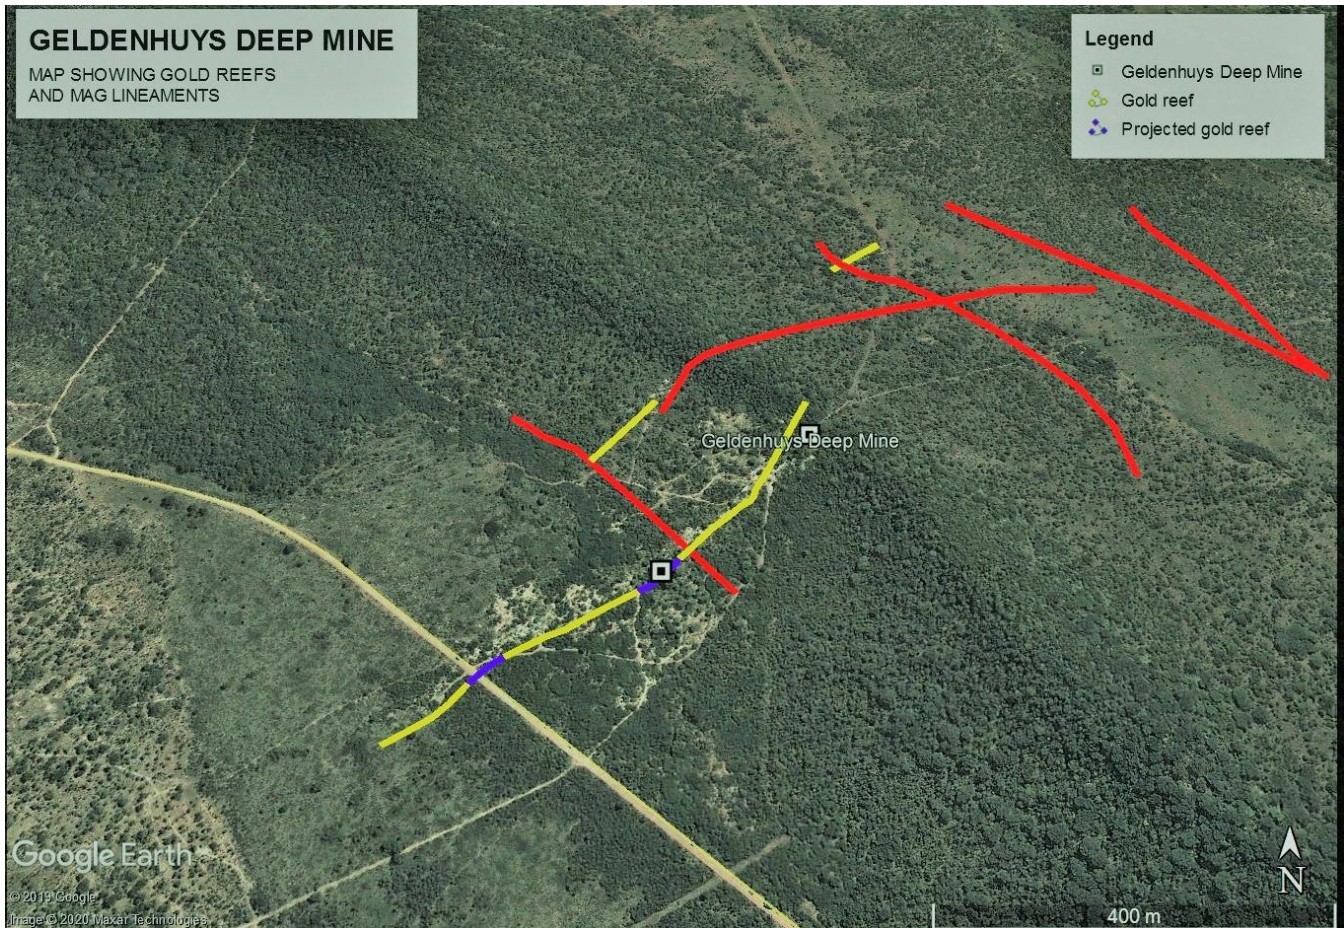 GELDENHUYS DEEP MINE
MAP SHOWING GOLD REEFS
AND MAG LINEAMENTS
Legend
Geldenhuys Deep Mine
Gold reef
Projected gold reef
Geldenhuys Deep Mine
Google Earth
© 2019 Google
Image © 2020 Maxar Technologies
N
400 m